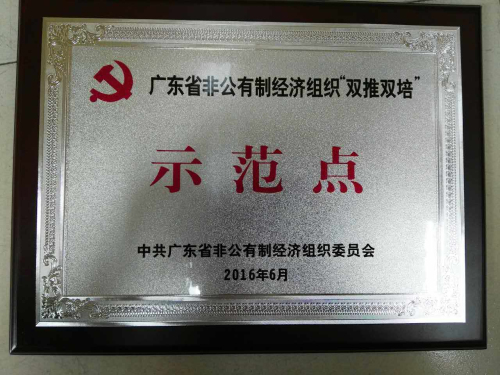 广东省非公有制经济组织“双推双培”
示范点
中共广东省非公有制经济组织委员会
2016年6月